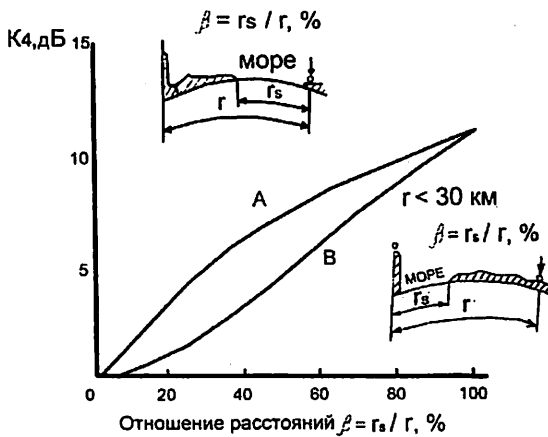 К4,дБ
β = rs / r, %
15
море
rs
r
10
A
r < 30 км
β = rs / r, %
5
B
море
rs
r
0 20 40 60 80 100
Отношение расстояний β = rs / r, %